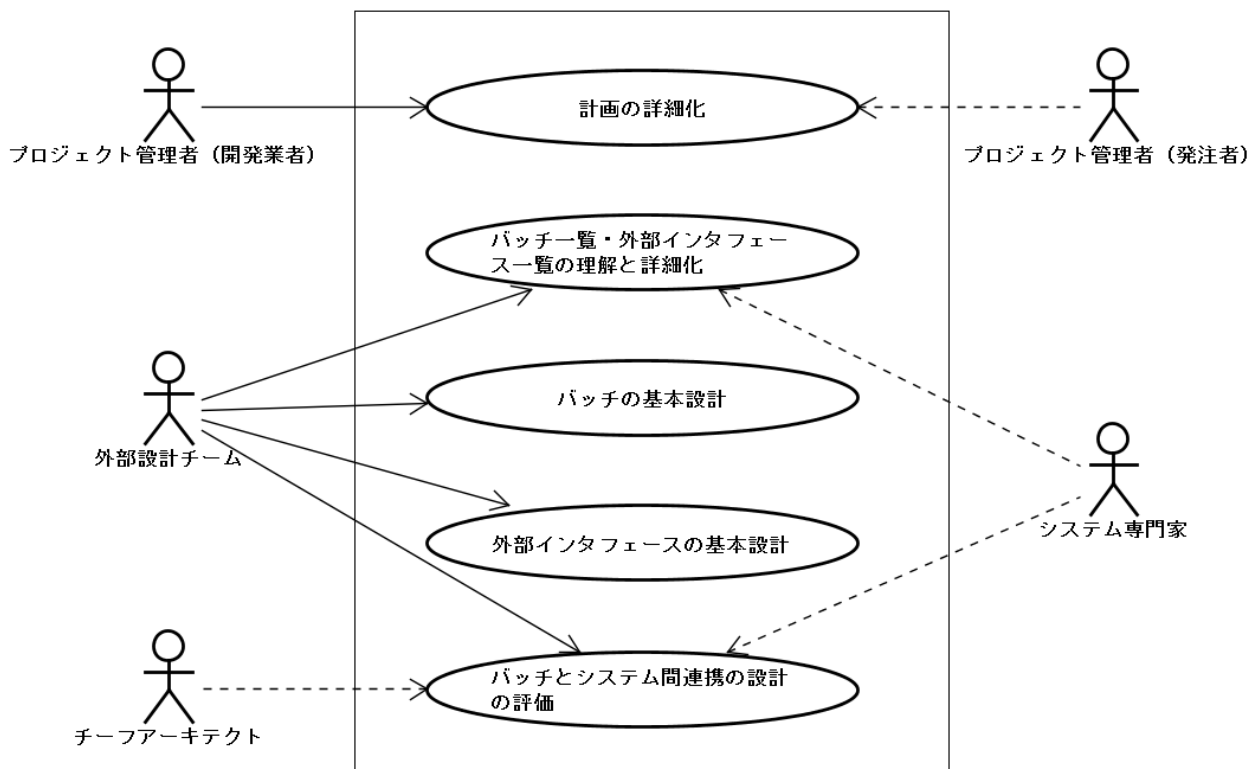 計画の詳細化
プロジェクト管理者（開発業者）
プロジェクト管理者（発注者）
バッチ一覧・外部インタフェー
ス一覧の理解と詳細化
バッチの基本設計
外部設計チーム
システム専門家
外部インタフェースの基本設計
バッチとシステム間連携の設計
の評価
チーフアーキテクト